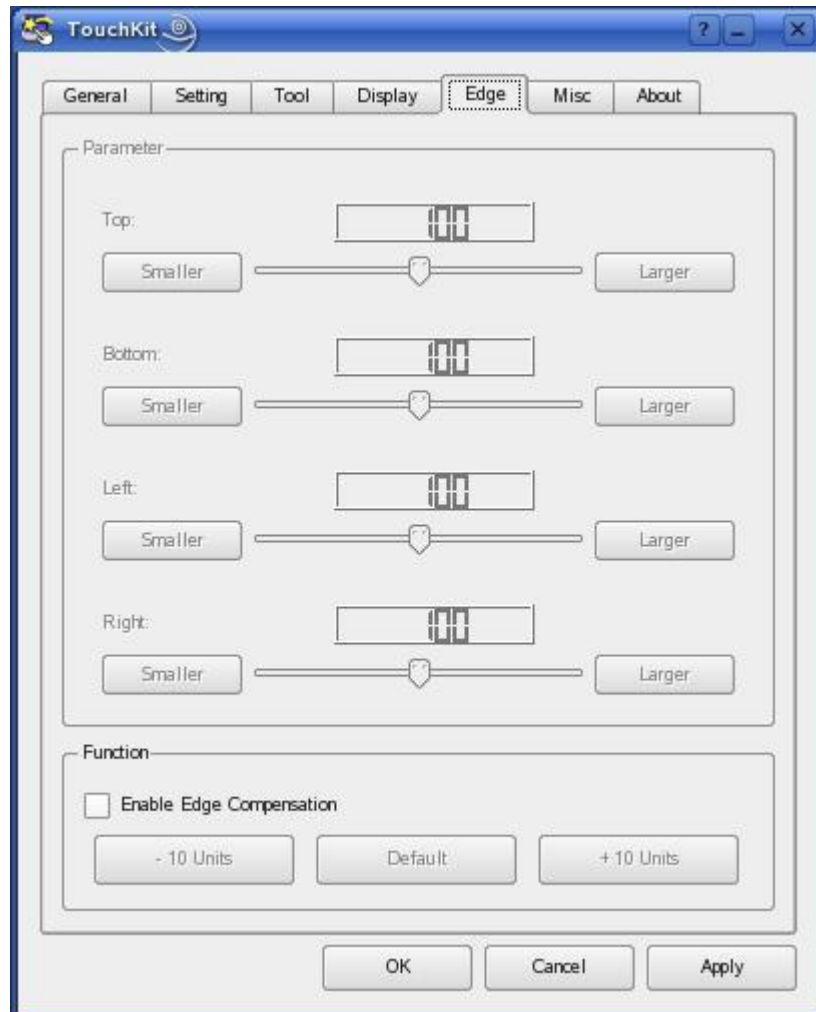 TouchKit
General Setting Tool Display Edge Misc About
Parameter
Top: 100
Smaller Larger
Bottom: 100
Smaller Larger
Left: 100
Smaller Larger
Right: 100
Smaller Larger
Function
Enable Edge Compensation
- 10 Units Default + 10 Units
OK Cancel Apply